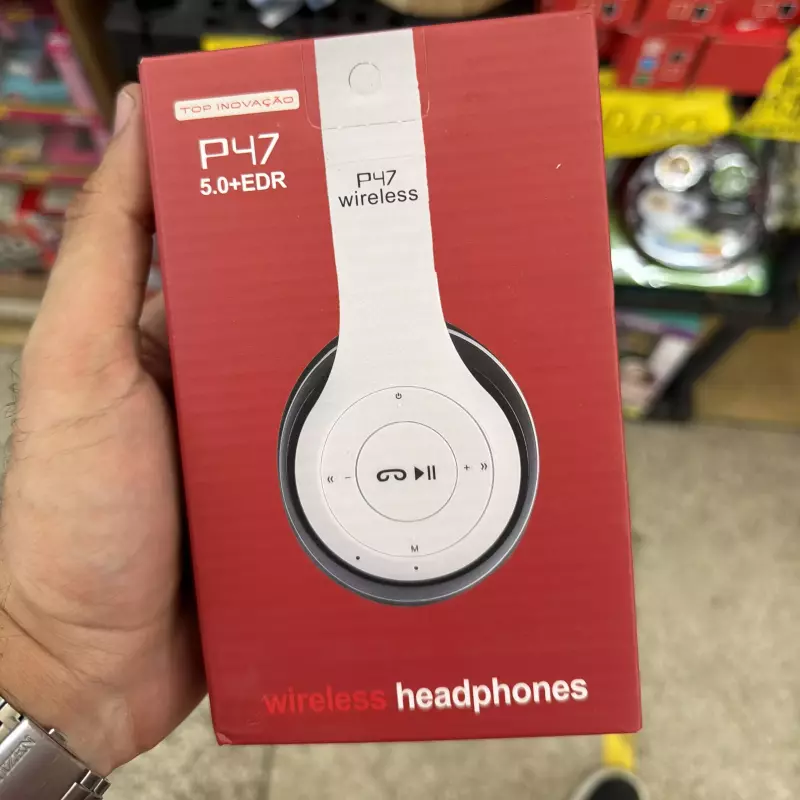 TOP INOVAÇÃO
P47
5.0+EDR
P47
wireless
M
wireless headphones